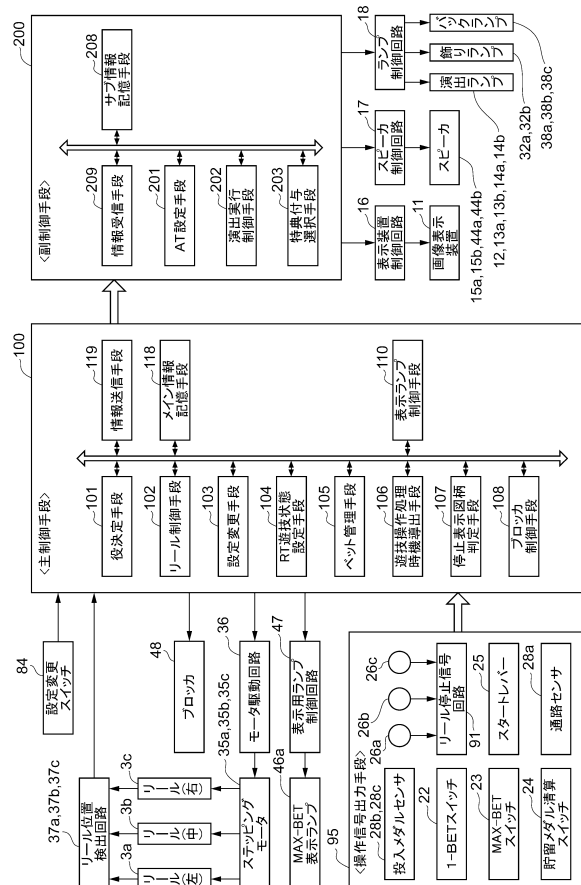 84
設定変更
スイッチ
リール位置
検出回路
37a,37b,37c
3a
3b
3c
リール
(左)
リール
(中)
リール
(右)
ステッピング
モータ
35a,35b,35c
モータ駆動回路
36
ブロッカ
48
MAX-BET
表示ランプ
46a
表示用ランプ
制御回路
47
95
<操作信号出力手段>
投入メダルセンサ
28b,28c
1-BETスイッチ
22
MAX-BET
スイッチ
23
貯留メダル清算
スイッチ
24
26a
26b
26c
リール停止信号
回路
91
スタートレバー
25
通路センサ
28a
<主制御手段>
100
役決定手段
101
リール制御手段
102
設定変更手段
103
RT遊技状態
設定手段
104
ベット管理手段
105
遊技操作処理
時機導出手段
106
停止表示図柄
判定手段
107
ブロッカ
制御手段
108
情報送信手段
119
メイン情報
記憶手段
118
表示ランプ
制御手段
110
<副制御手段>
200
情報受信手段
209
AT設定手段
201
演出実行
制御手段
202
特典付与
選択手段
203
サブ情報
記憶手段
208
表示装置
制御回路
16
画像表示
装置
11
スピーカ
制御回路
17
スピーカ
15a,15b,44a,44b
ランプ
制御回路
18
演出ランプ
12,13a,13b,14a,14b
飾りランプ
32a,32b
バックランプ
38a,38b,38c